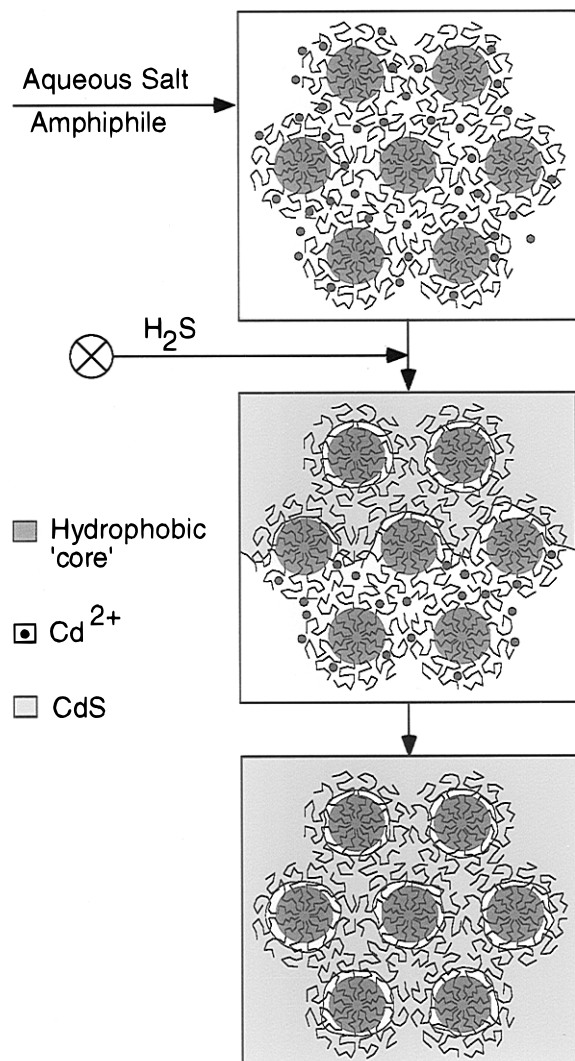 Aqueous Salt
Amphiphile
H₂S
Hydrophobic
'core'
Cd²⁺
CdS